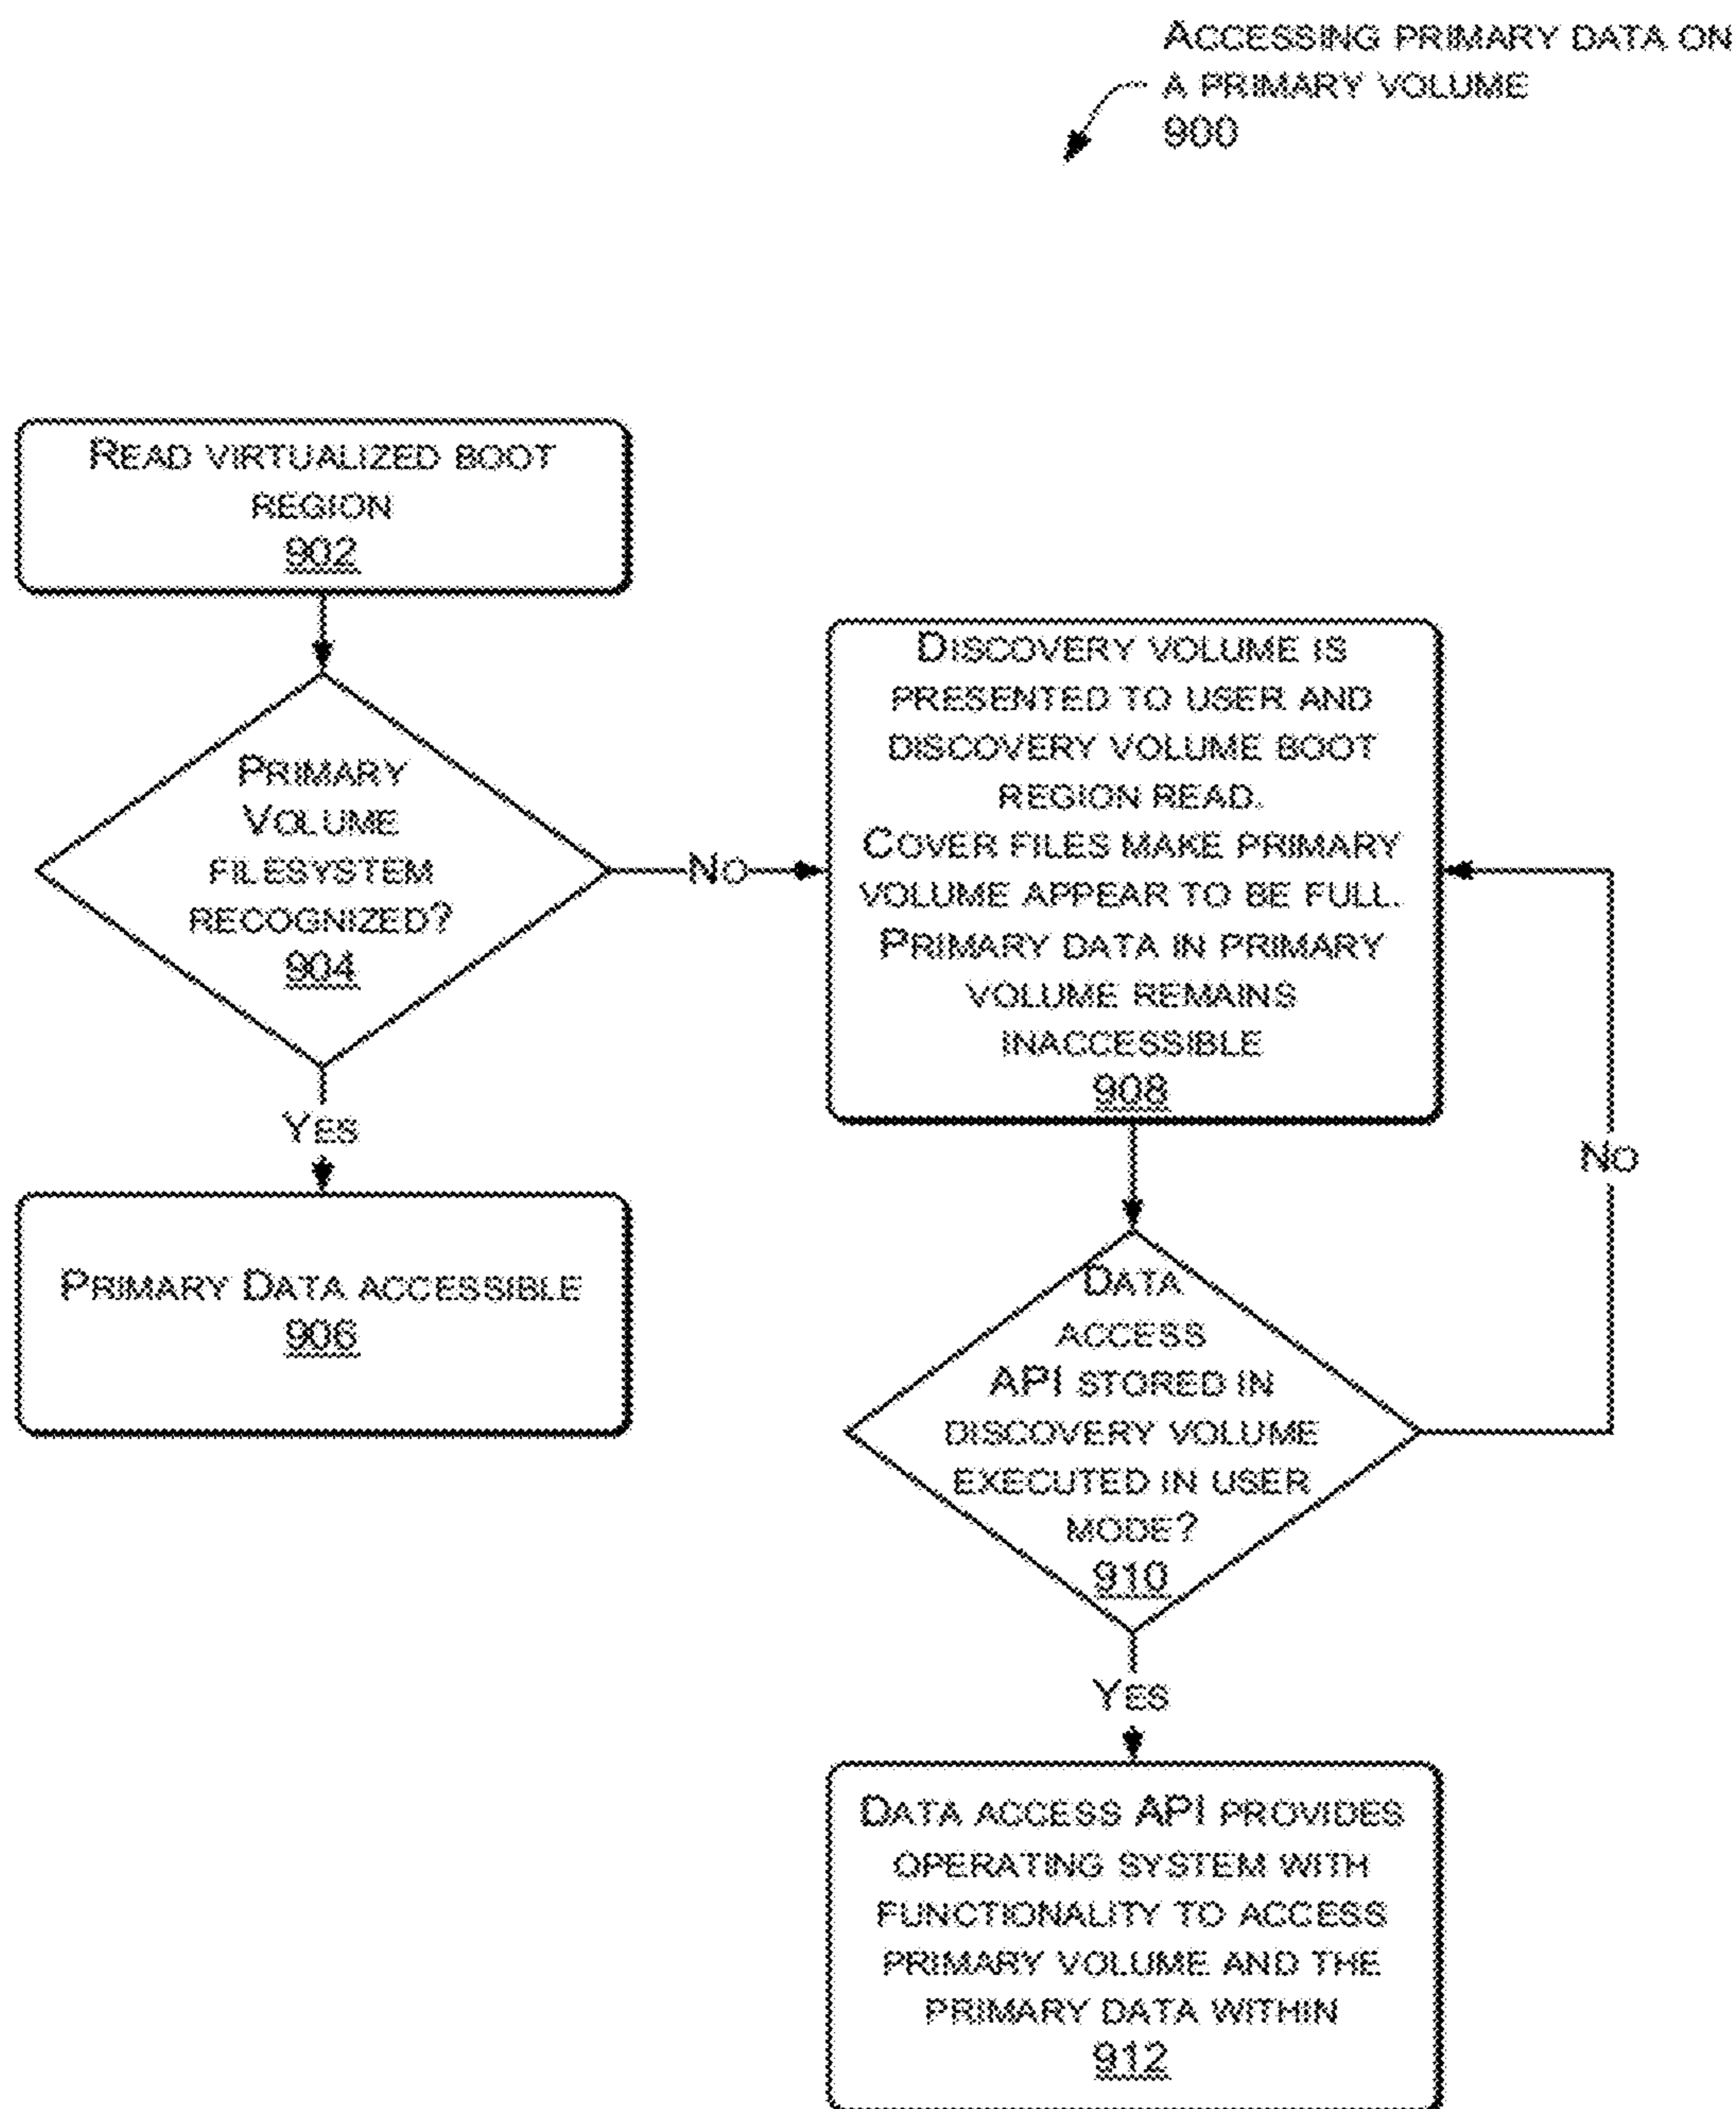 ACCESSING PRIMARY DATA ON
A PRIMARY VOLUME
900
READ VIRTUALIZED BOOT
REGION
902
PRIMARY
VOLUME
FILESYSTEM
RECOGNIZED?
904
NO
YES
PRIMARY DATA ACCESSIBLE
906
DISCOVERY VOLUME IS
PRESENTED TO USER AND
DISCOVERY VOLUME BOOT
REGION READ.
COVER FILES MAKE PRIMARY
VOLUME APPEAR TO BE FULL.
PRIMARY DATA IN PRIMARY
VOLUME REMAINS
INACCESSIBLE
908
NO
DATA
ACCESS
API STORED IN
DISCOVERY VOLUME
EXECUTED IN USER
MODE?
910
YES
DATA ACCESS API PROVIDES
OPERATING SYSTEM WITH
FUNCTIONALITY TO ACCESS
PRIMARY VOLUME AND THE
PRIMARY DATA WITHIN
912